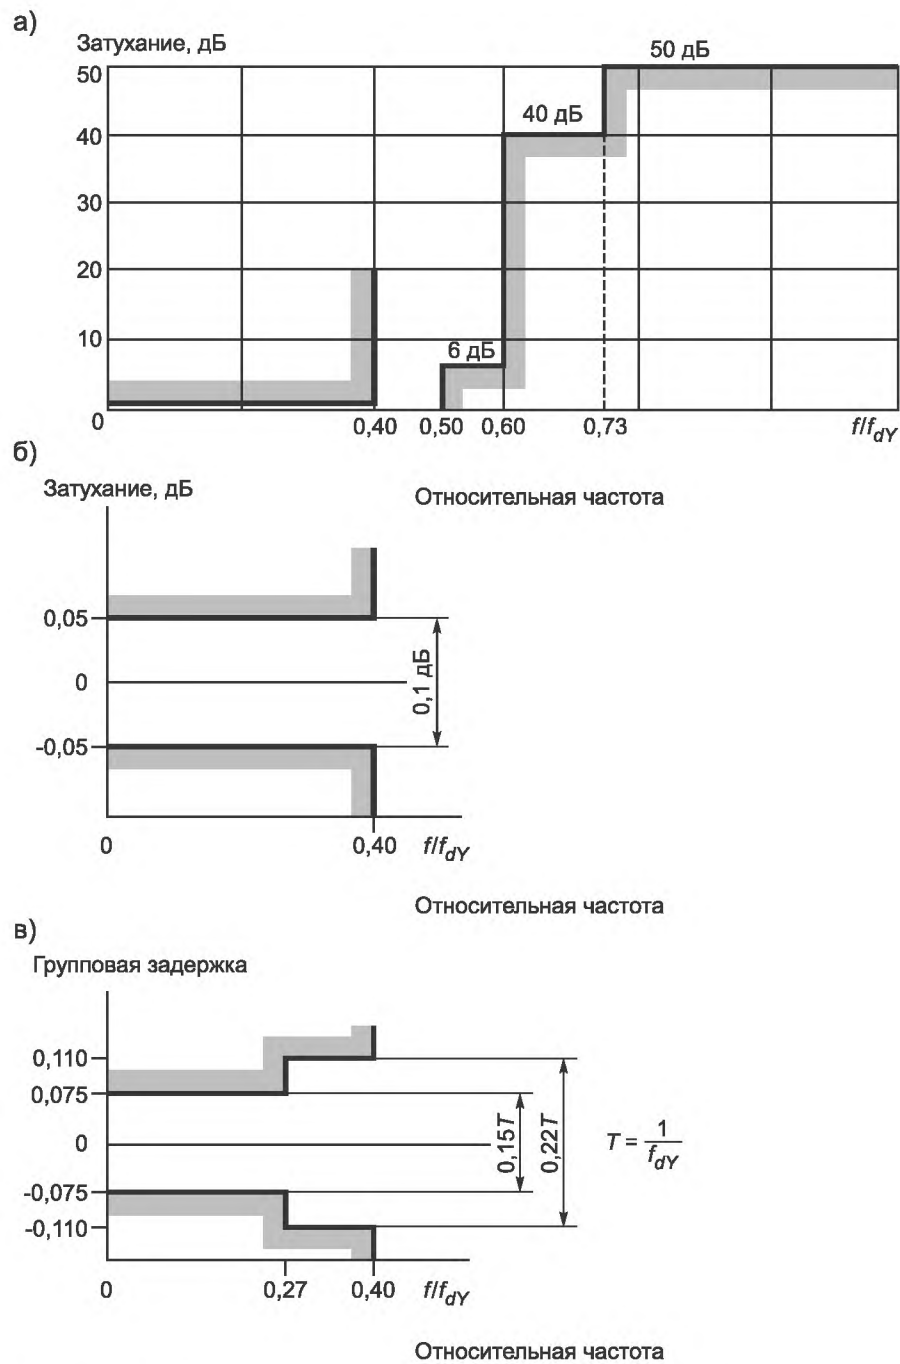 а)
Затухание, дБ
50 дБ
50
40 дБ
40
30
20
10
6 дБ
0
0,40 0,50 0,60 0,73 f/fdY
Относительная частота
б)
Затухание, дБ
0,05
0
-0,05
0,1 дБ
0 0,40 f/fdY
Относительная частота
в)
Групповая задержка
0,110
0,075
0
-0,075
-0,110
0,15T
0,22T
T = 1/fdY
0 0,27 0,40 f/fdY
Относительная частота